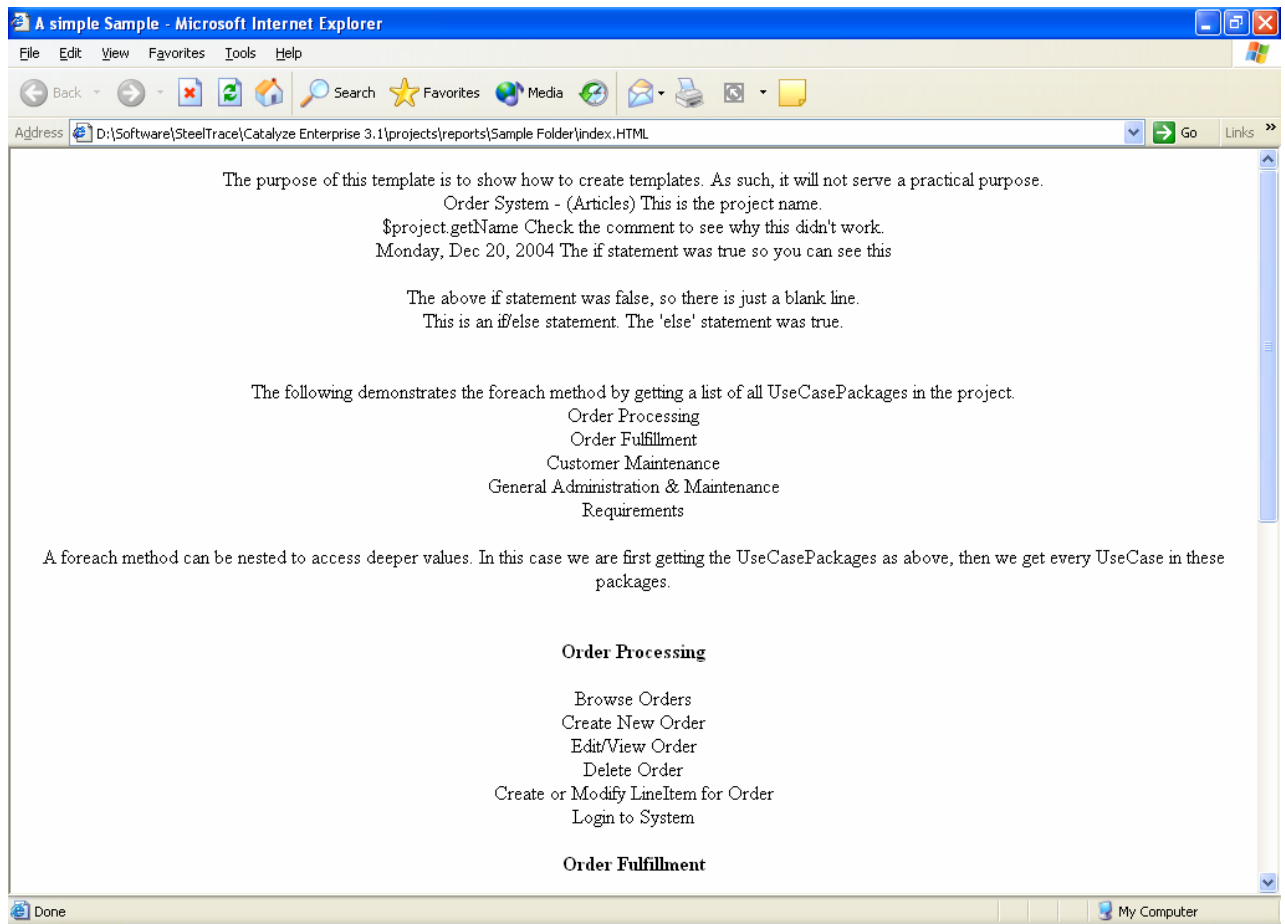 A simple Sample - Microsoft Internet Explorer
File Edit View Favorites Tools Help
Back Search Favorites Media
Address D:\Software\SteelTrace\Catalyze Enterprise 3.1\projects\reports\Sample Folder\index.HTML Go Links »
The purpose of this template is to show how to create templates. As such, it will not serve a practical purpose.
Order System - (Articles) This is the project name.
$project.getName Check the comment to see why this didn't work.
Monday, Dec 20, 2004 The if statement was true so you can see this
The above if statement was false, so there is just a blank line.
This is an if/else statement. The 'else' statement was true.
The following demonstrates the foreach method by getting a list of all UseCasePackages in the project.
Order Processing
Order Fulfillment
Customer Maintenance
General Administration & Maintenance
Requirements
A foreach method can be nested to access deeper values. In this case we are first getting the UseCasePackages as above, then we get every UseCase in these
packages.
Order Processing
Browse Orders
Create New Order
Edit/View Order
Delete Order
Create or Modify LineItem for Order
Login to System
Order Fulfillment
Done My Computer